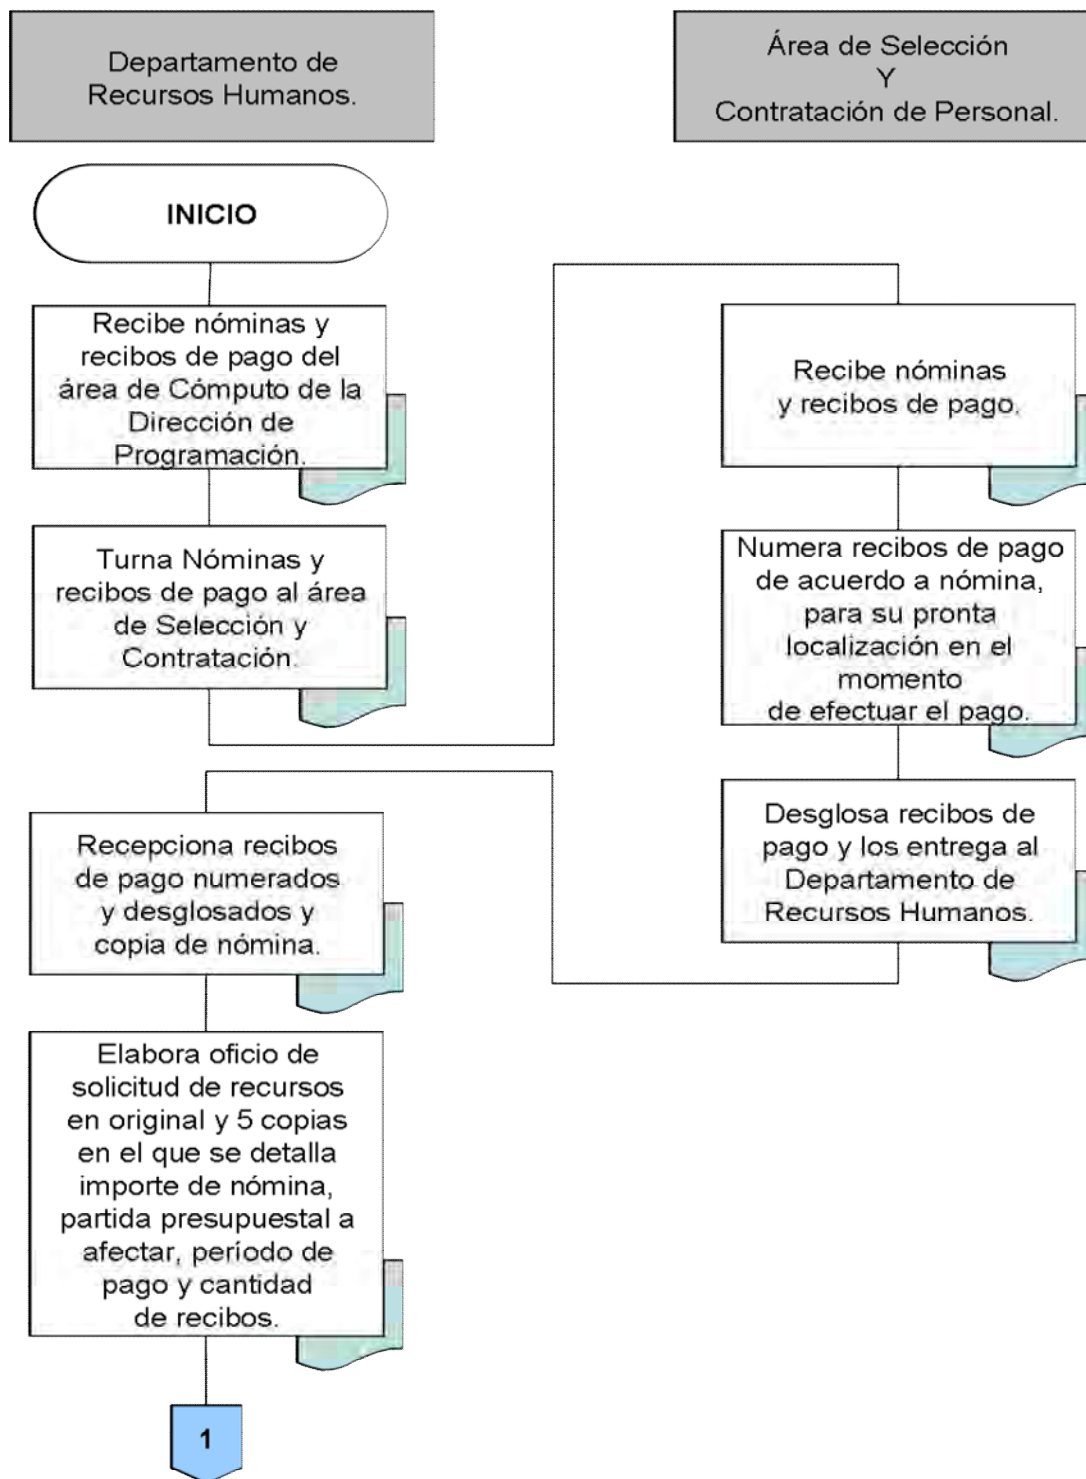 Departamento de
Recursos Humanos.
Área de Selección
Y
Contratación de Personal.
INICIO
Recibe nóminas y
recibos de pago del
área de Cómputo de la
Dirección de
Programación.
Turna Nóminas y
recibos de pago al área
de Selección y
Contratación.
Recibe nóminas
y recibos de pago.
Numera recibos de pago
de acuerdo a nómina,
para su pronta
localización en el
momento
de efectuar el pago.
Desglosa recibos de
pago y los entrega al
Departamento de
Recursos Humanos.
Recepciona recibos
de pago numerados
y desglosados y
copia de nómina.
Elabora oficio de
solicitud de recursos
en original y 5 copias
en el que se detalla
importe de nómina,
partida presupuestal a
afectar, período de
pago y cantidad
de recibos.
1